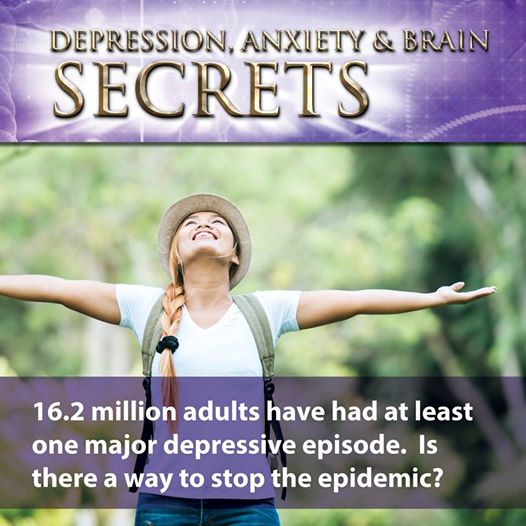 DEPRESSION, ANXIETY & BRAIN
SECRETS
16.2 million adults have had at least
one major depressive episode.  Is
there a way to stop the epidemic?